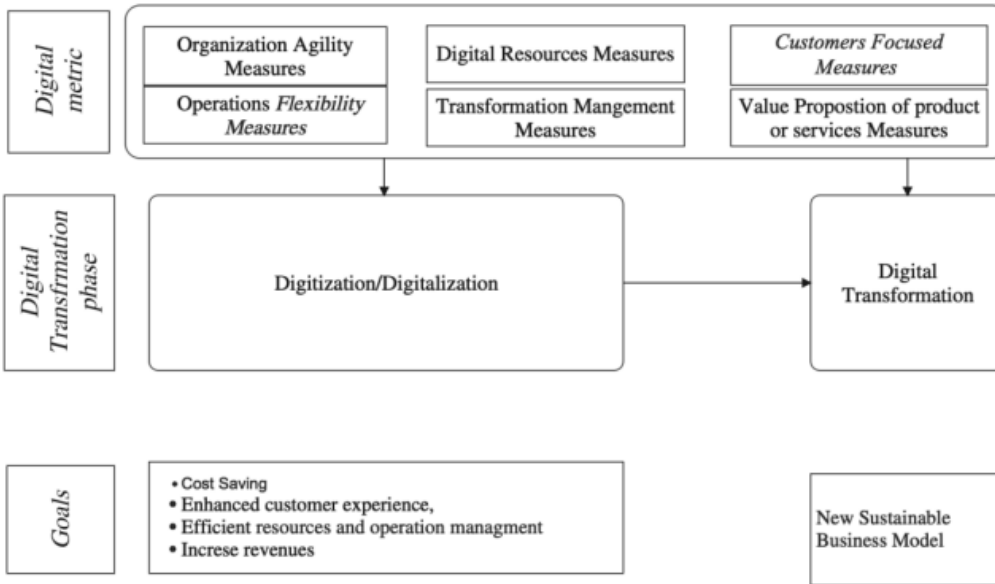 Digital
metric
Organization Agility
Measures
Operations Flexibility
Measures
Digital Resources Measures
Transformation Mangement
Measures
Customers Focused
Measures
Value Propostion of product
or services Measures
Digital
Transfrmation
phase
Digitization/Digitalization
Digital
Transformation
Goals
• Cost Saving
• Enhanced customer experience,
• Efficient resources and operation managment
• Increse revenues
New Sustainable
Business Model